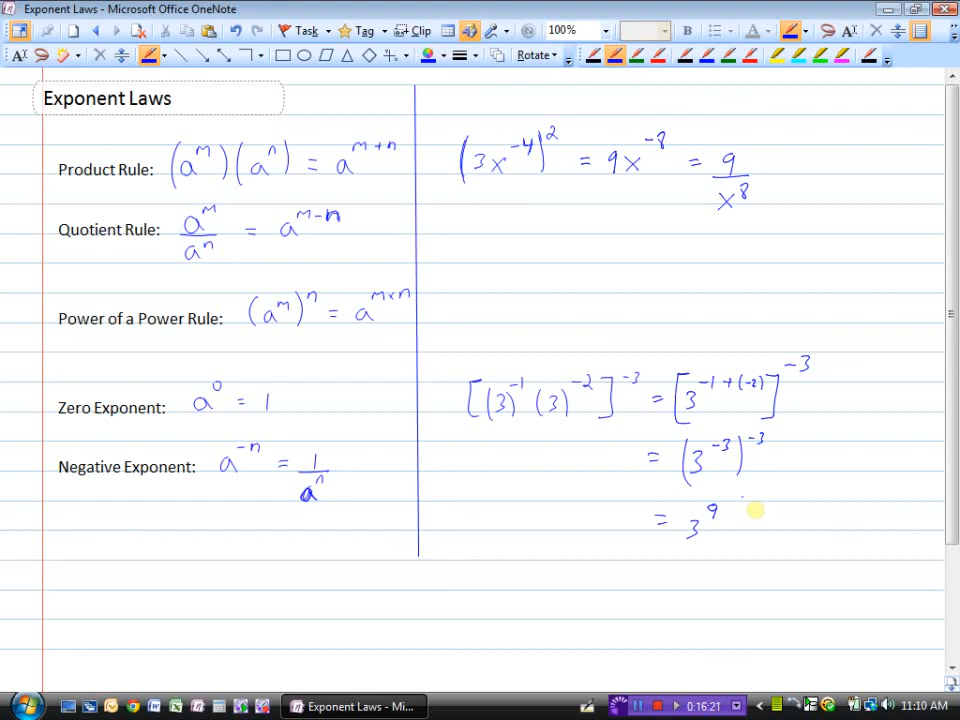 Exponent Laws - Microsoft Office OneNote
Task Tag Clip 100% B A
A Rotate
Exponent Laws
Product Rule: (a^m)(a^n) = a^(m+n)
Quotient Rule: a^m/a^n = a^(m-n)
Power of a Power Rule: (a^m)^n = a^(m×n)
Zero Exponent: a^0 = 1
Negative Exponent: a^(-n) = 1/a^n
(3x^(-4))^2 = 9x^(-8) = 9/x^8
[(3)^(-1) (3)^(-2)]^(-3) = [3^(-1+(-2))]^(-3)
= (3^(-3))^(-3)
= 3^9
Exponent Laws - Mi... 0:16:21 11:10 AM